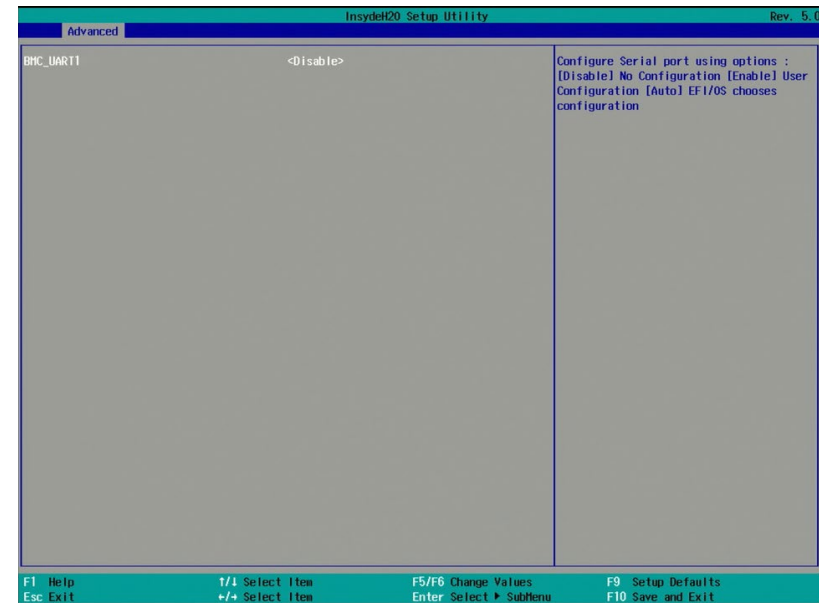 InsydeH20 Setup Utility Rev. 5.0
Advanced
BMC_UART1 <Disable>
Configure Serial port using options :
[Disable] No Configuration [Enable] User
Configuration [Auto] EFI/OS chooses
configuration
F1 Help ↑/↓ Select Item F5/F6 Change Values F9 Setup Defaults
Esc Exit ←/→ Select Item Enter Select ▶ SubMenu F10 Save and Exit